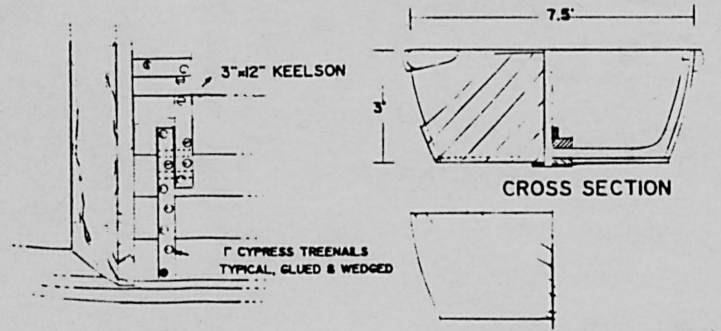 7.5'
3"x12" KEELSON
3'
CROSS SECTION
1" CYPRESS TREENAILS
TYPICAL, GLUED & WEDGED